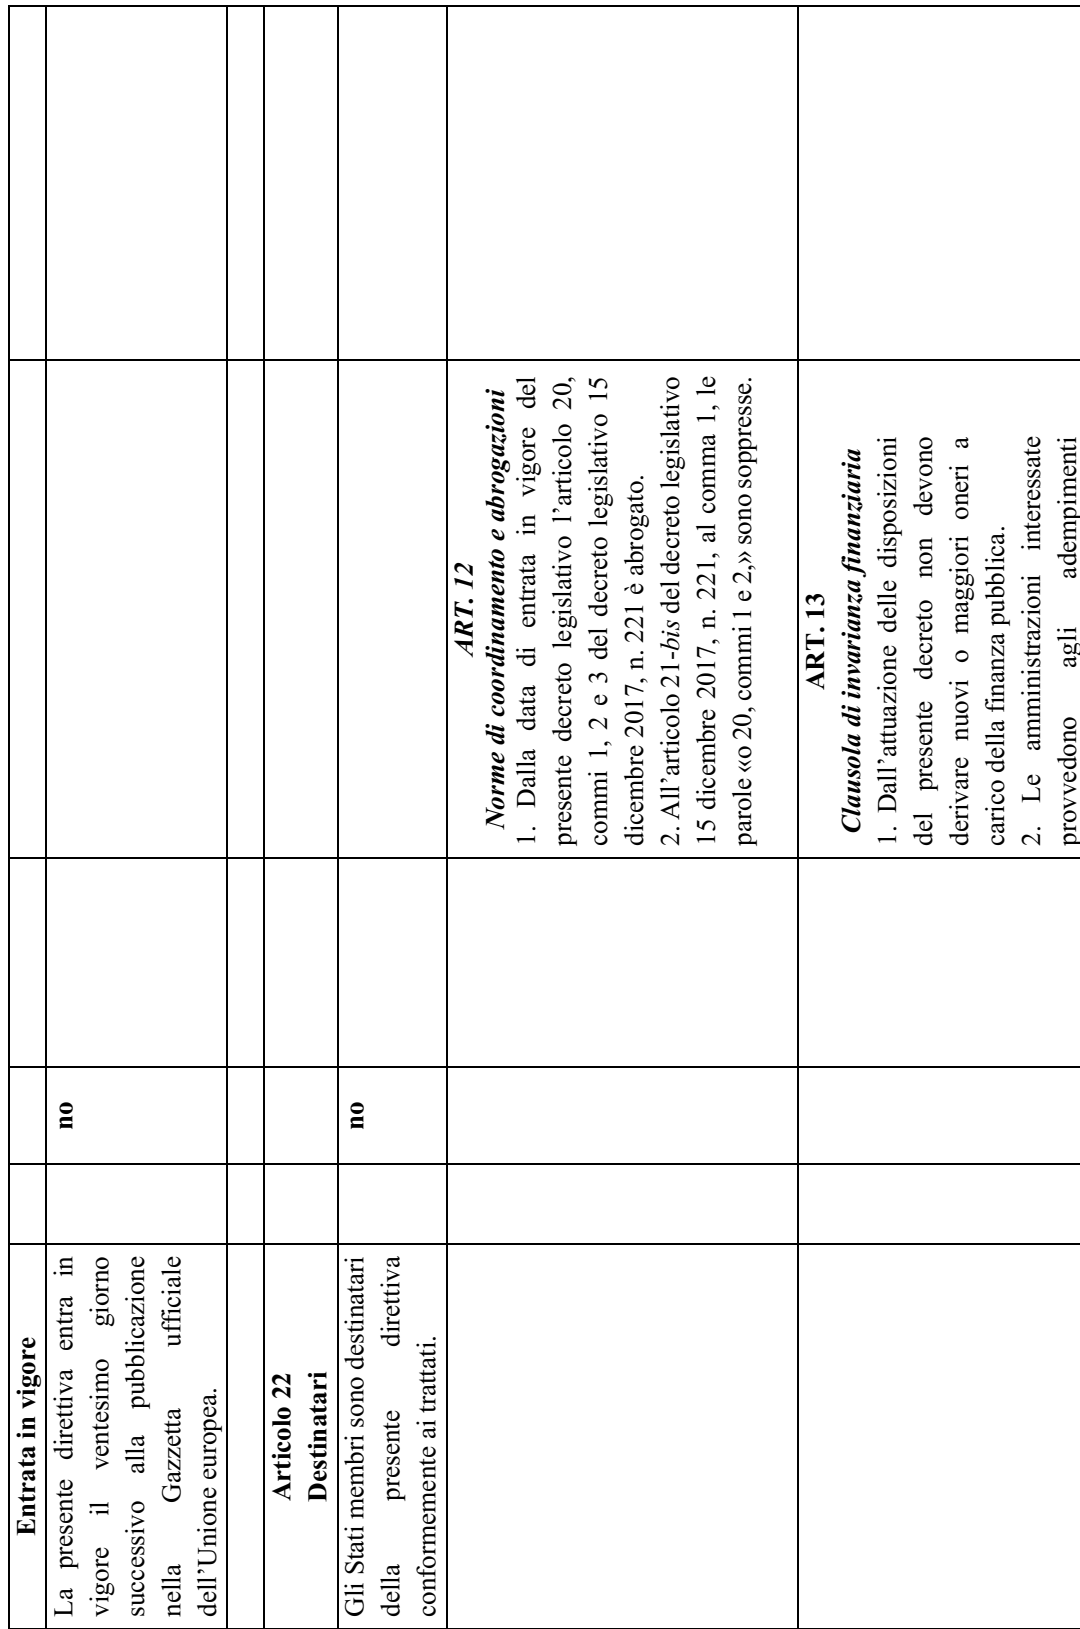 Entrata in vigore
La presente direttiva entra in
vigore il ventesimo giorno
successivo alla pubblicazione
nella Gazzetta ufficiale
dell'Unione europea.
no
Articolo 22
Destinatari
Gli Stati membri sono destinatari
della presente direttiva
conformemente ai trattati.
no
ART. 12
Norme di coordinamento e abrogazioni
1. Dalla data di entrata in vigore del
presente decreto legislativo l'articolo 20,
commi 1, 2 e 3 del decreto legislativo 15
dicembre 2017, n. 221 è abrogato.
2. All'articolo 21-bis del decreto legislativo
15 dicembre 2017, n. 221, al comma 1, le
parole «o 20, commi 1 e 2,» sono soppresse.
ART. 13
Clausola di invarianza finanziaria
1. Dall'attuazione delle disposizioni
del presente decreto non devono
derivare nuovi o maggiori oneri a
carico della finanza pubblica.
2. Le amministrazioni interessate
provvedono agli adempimenti